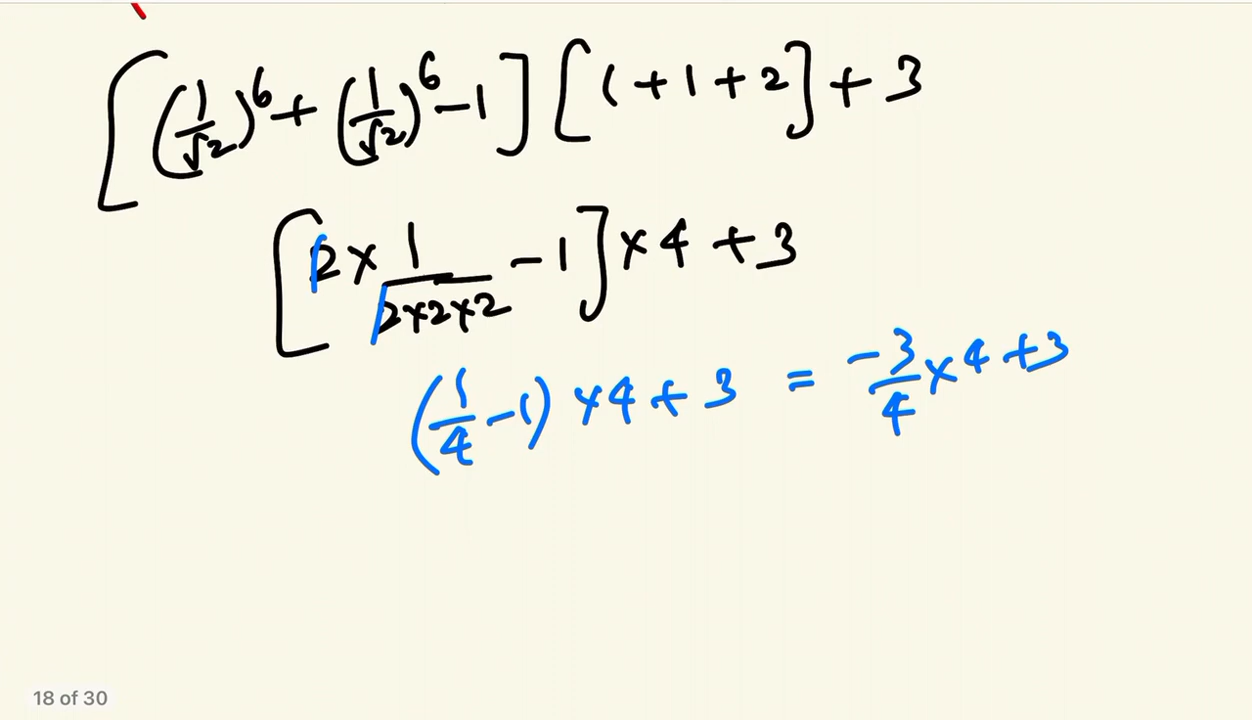 [(1/√2)^6 + (1/√2)^6 - 1] [1 + 1 + 2] + 3
[2 × 1/(2×2×2) - 1] × 4 + 3
(1/4 - 1) × 4 + 3 = -3/4 × 4 + 3
18 of 30